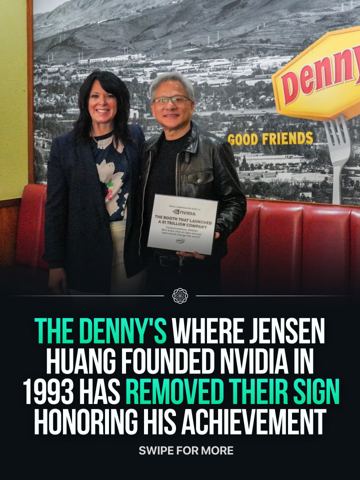 Denny
GOOD FRIENDS
NVIDIA
THE BOOTH THAT LAUNCHED
A $1 TRILLION COMPANY
THE DENNY'S WHERE JENSEN
HUANG FOUNDED NVIDIA IN
1993 HAS REMOVED THEIR SIGN
HONORING HIS ACHIEVEMENT
SWIPE FOR MORE